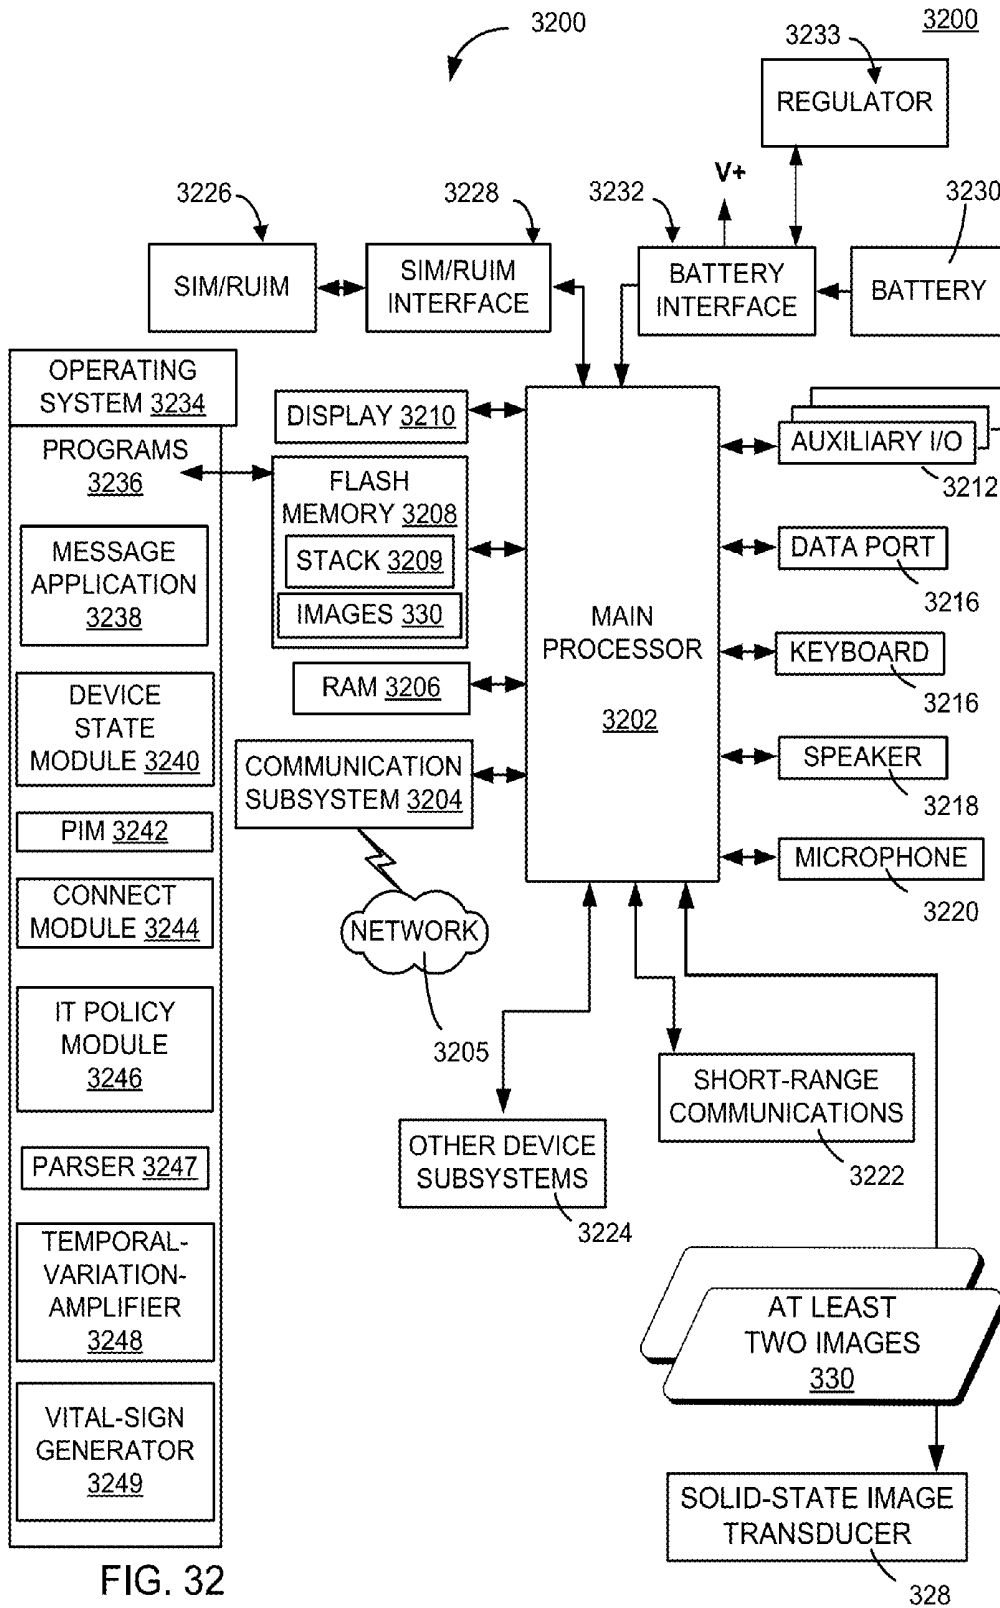 3200
3200
3233
REGULATOR
V+
3226
3228
3232
3230
SIM/RUIM
SIM/RUIM
INTERFACE
BATTERY
INTERFACE
BATTERY
OPERATING
SYSTEM 3234
PROGRAMS
3236
MESSAGE
APPLICATION
3238
DEVICE
STATE
MODULE 3240
PIM 3242
CONNECT
MODULE 3244
IT POLICY
MODULE
3246
PARSER 3247
TEMPORAL-
VARIATION-
AMPLIFIER
3248
VITAL-SIGN
GENERATOR
3249
DISPLAY 3210
FLASH
MEMORY 3208
STACK 3209
IMAGES 330
RAM 3206
COMMUNICATION
SUBSYSTEM 3204
NETWORK
3205
MAIN
PROCESSOR
3202
AUXILIARY I/O
3212
DATA PORT
3216
KEYBOARD
3216
SPEAKER
3218
MICROPHONE
3220
SHORT-RANGE
COMMUNICATIONS
3222
OTHER DEVICE
SUBSYSTEMS
3224
AT LEAST
TWO IMAGES
330
SOLID-STATE IMAGE
TRANSDUCER
328
FIG. 32